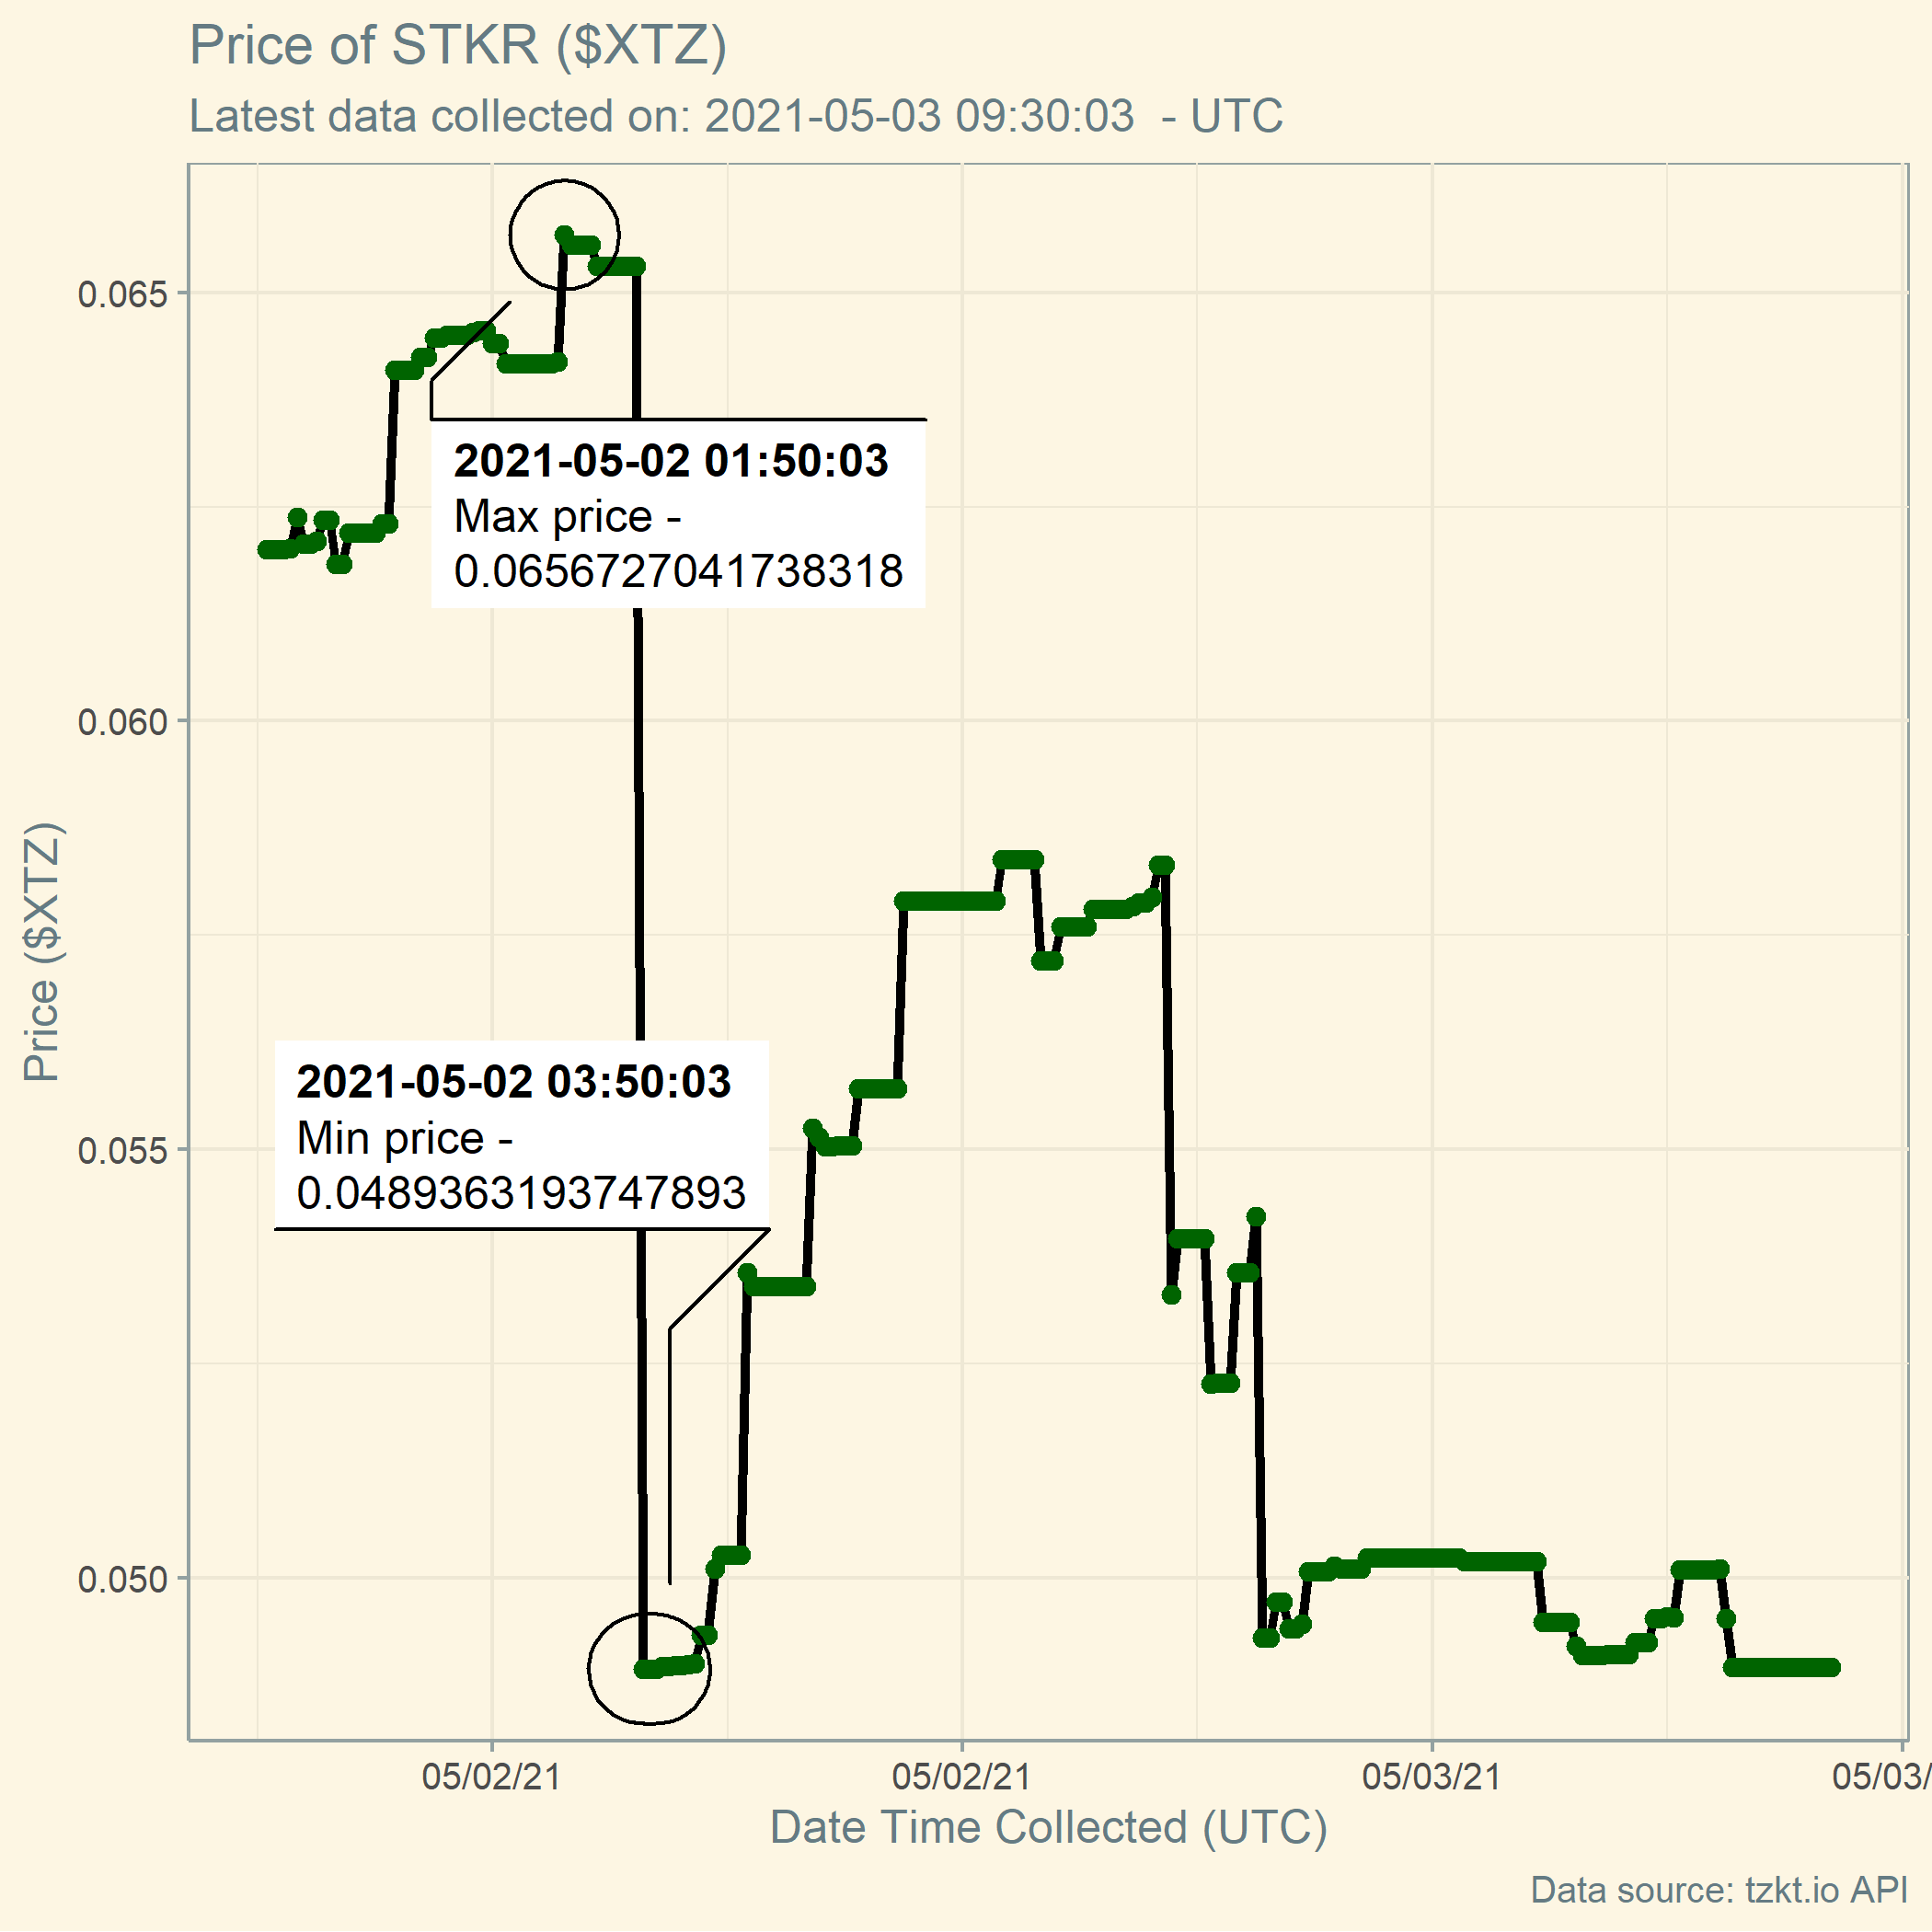 Price of STKR ($XTZ)
Latest data collected on: 2021-05-03 09:30:03  - UTC
0.065
2021-05-02 01:50:03
Max price -
0.0656727041738318
0.060
Price ($XTZ)
2021-05-02 03:50:03
Min price -
0.0489363193747893
0.055
0.050
05/02/21
05/02/21
05/03/21
05/03/
Date Time Collected (UTC)
Data source: tzkt.io API